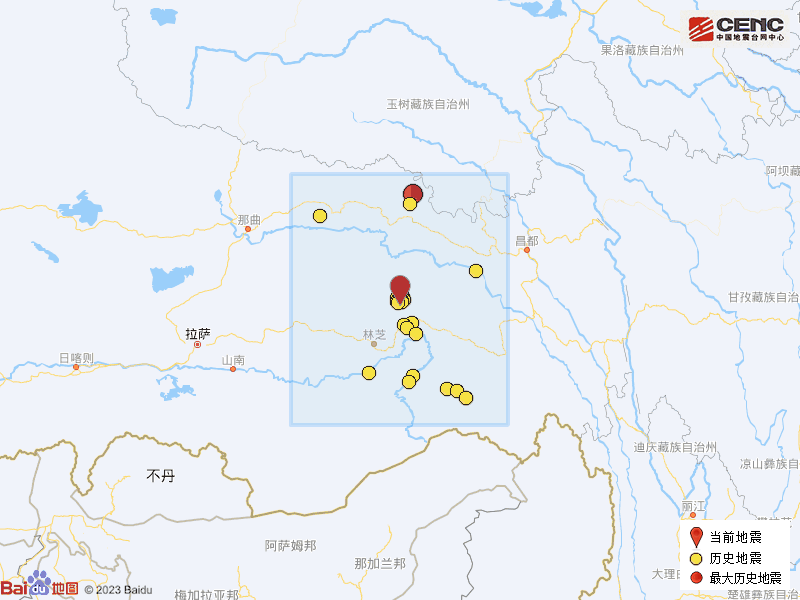 CENC
中国地震台网中心
果洛藏族自治州
玉树藏族自治州
阿坝藏
那曲
昌都
甘孜藏族自治
拉萨
林芝
日喀则
山南
迪庆藏族自治州
不丹
凉山彝族自
丽江
阿萨姆邦
那加兰邦
当前地震
历史地震
最大历史地震
大理白
Bai du 地图
© 2023 Baidu
梅加拉亚邦
楚雄彝族自治